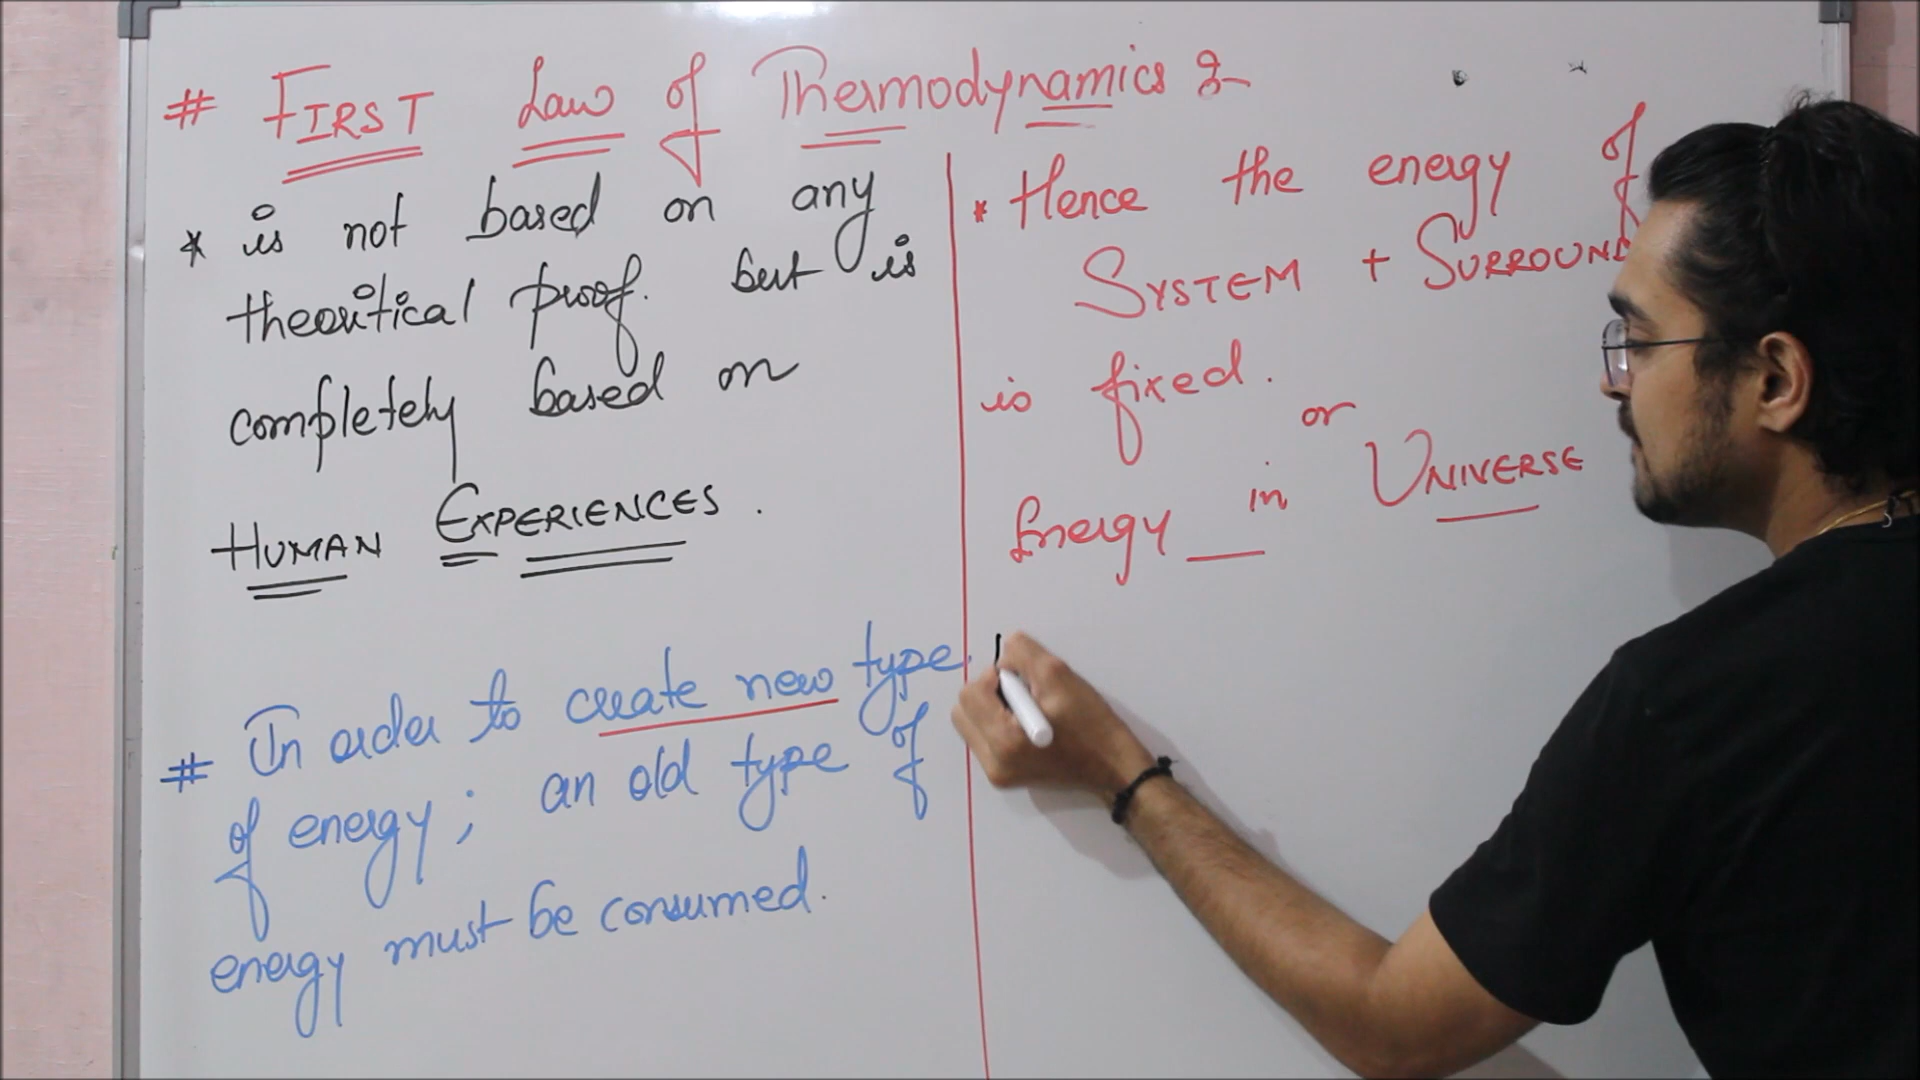 # FIRST Law of Thermodynamics :-
* is not based on any
theoritical proof. but is
completely based on
HUMAN EXPERIENCES.
# In order to create new type
of energy; an old type of
energy must be consumed.
* Hence the energy of
SYSTEM + SURROUND
is fixed.
or
Energy in UNIVERSE